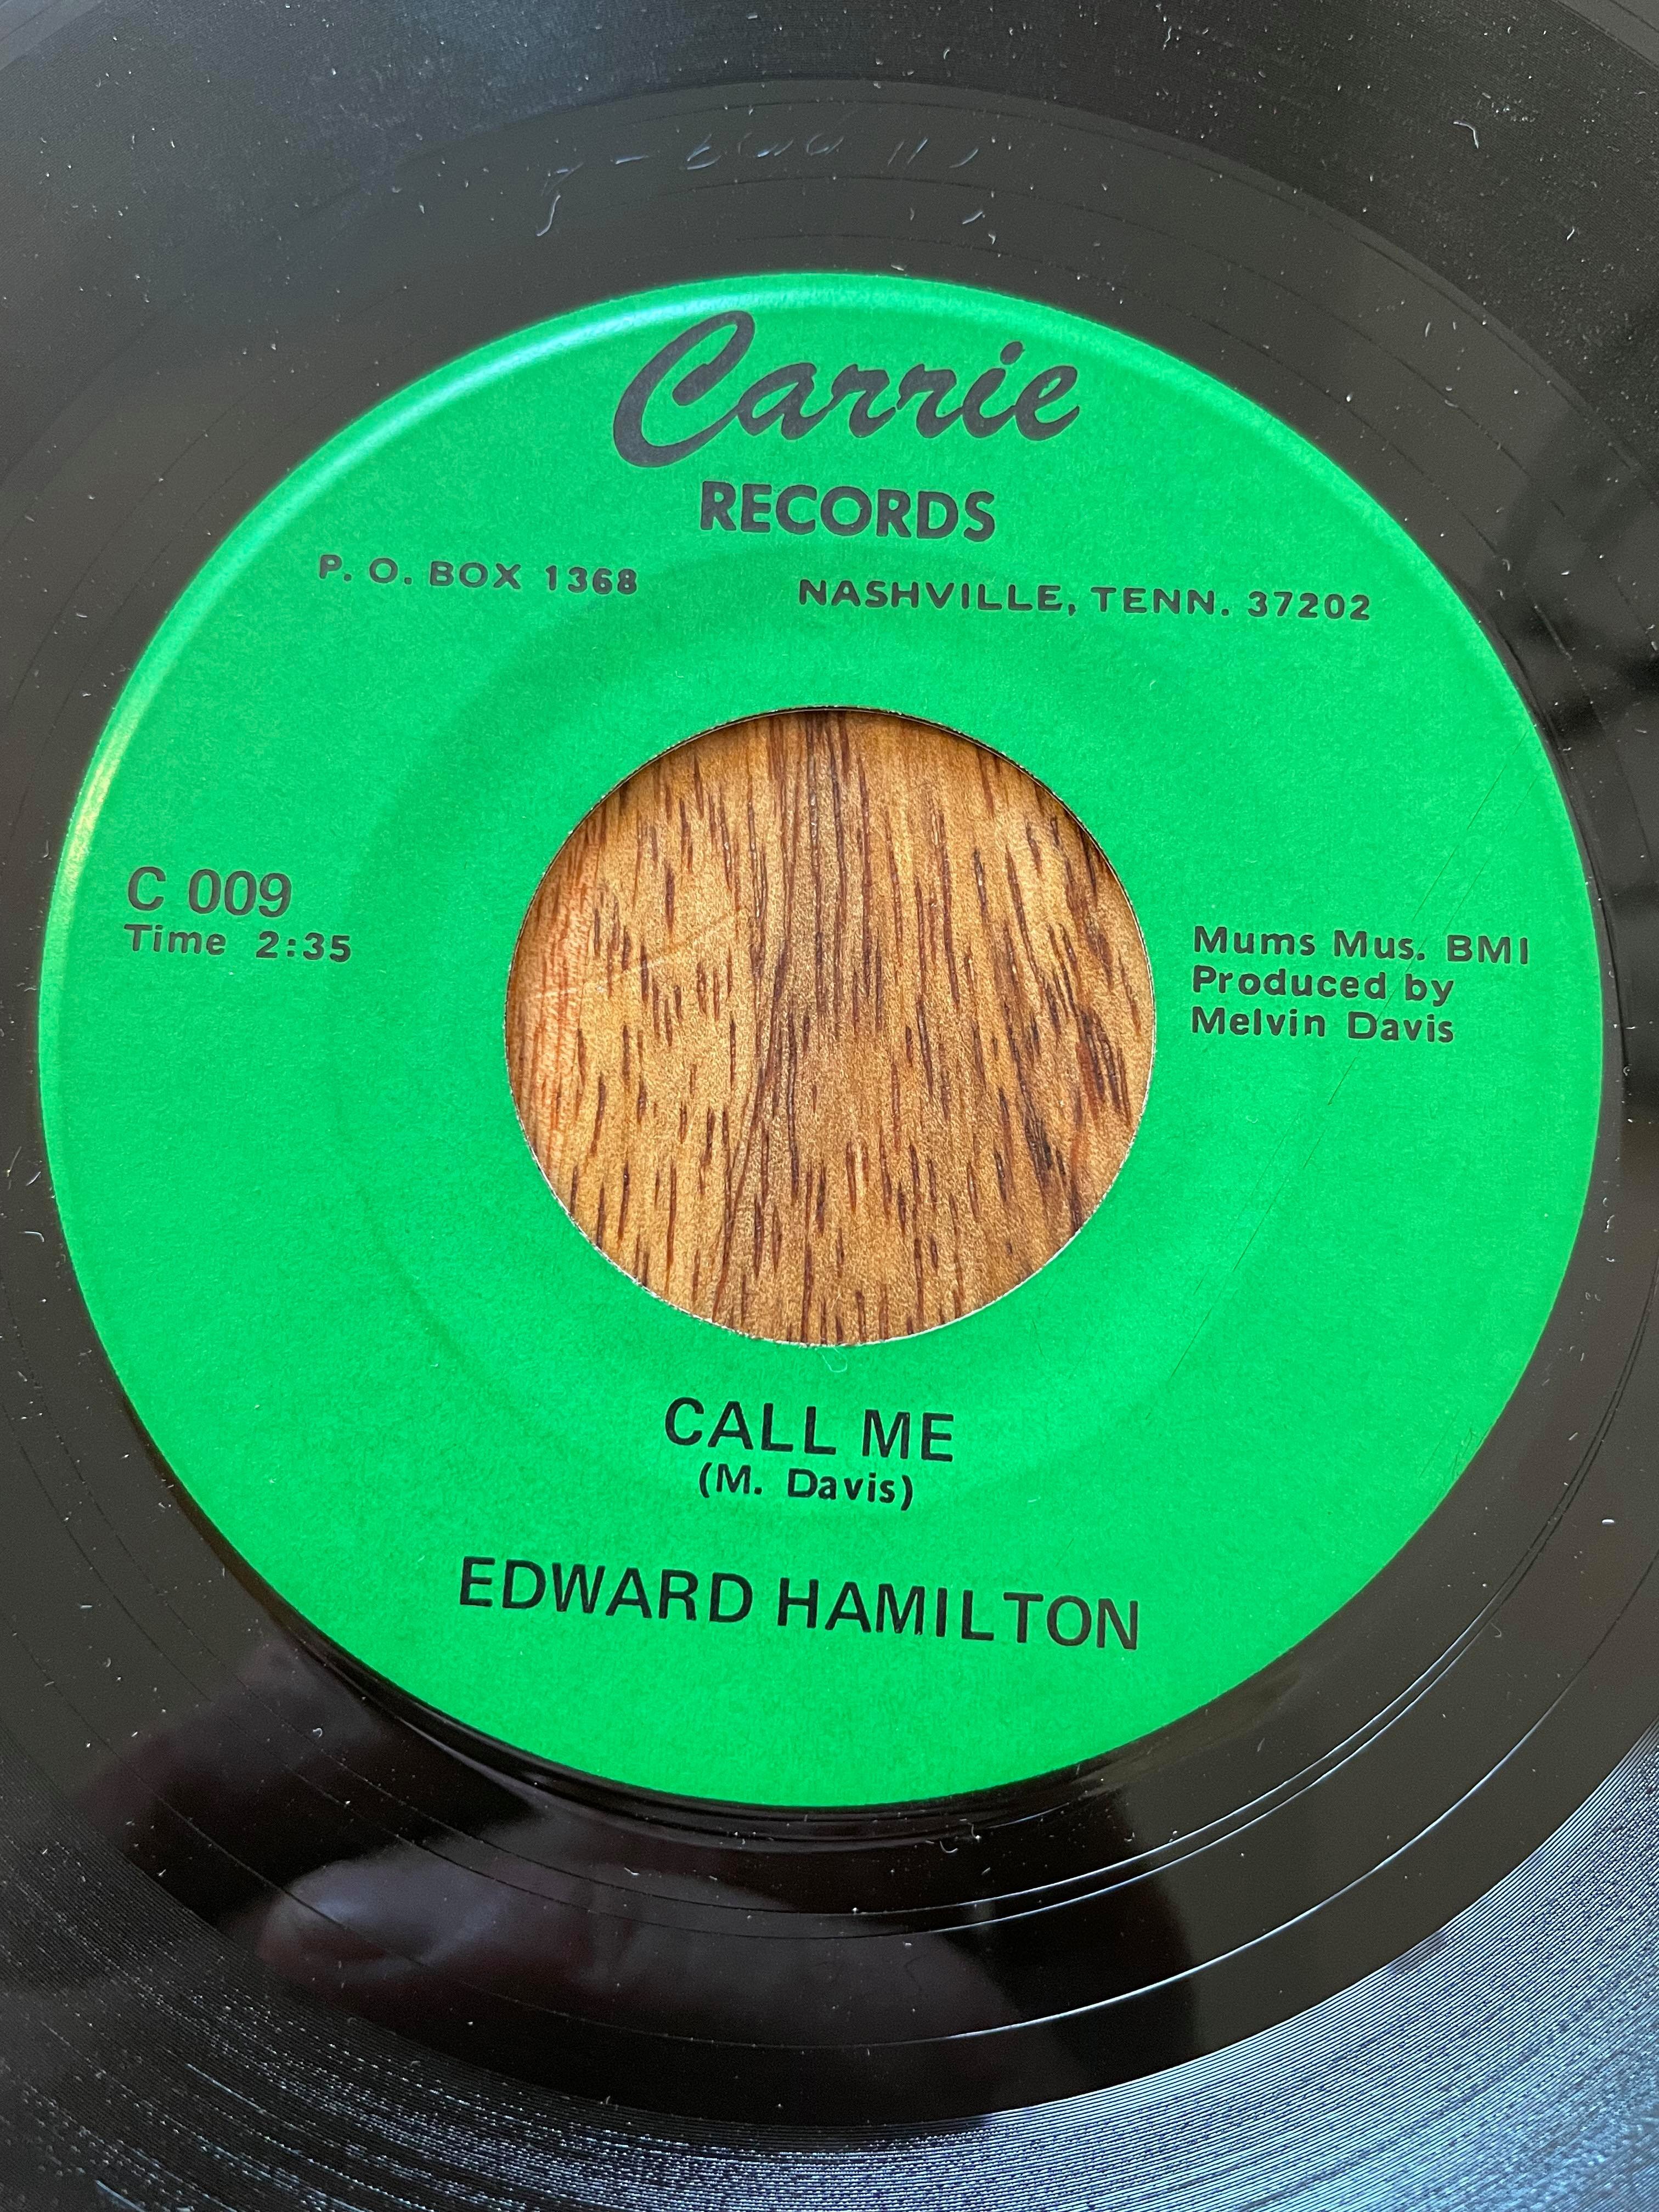 Carrie
RECORDS
P. O. BOX 1368 NASHVILLE, TENN. 37202
C 009
Time 2:35
Mums Mus. BMI
Produced by
Melvin Davis
CALL ME
(M. Davis)
EDWARD HAMILTON